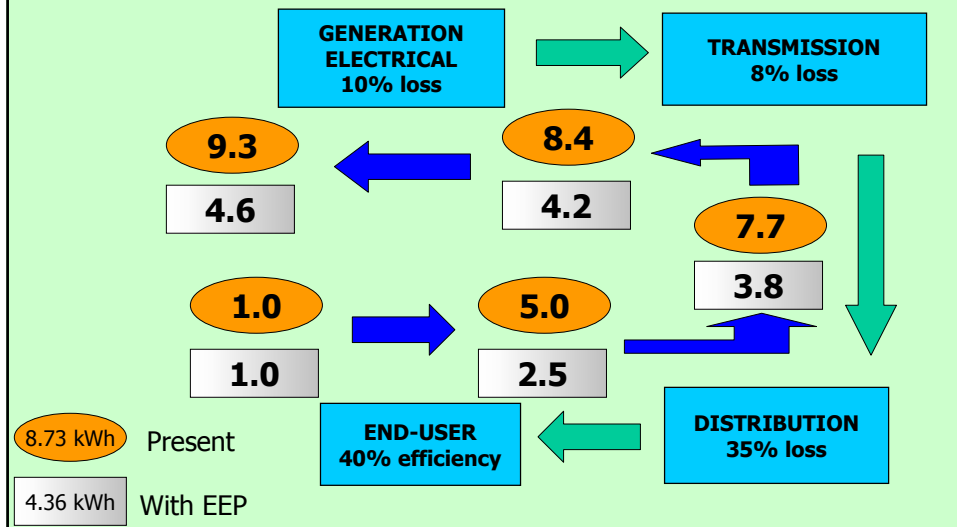 GENERATION
ELECTRICAL
10% loss
TRANSMISSION
8% loss
9.3
8.4
4.6
4.2
7.7
3.8
1.0
5.0
1.0
2.5
END-USER
40% efficiency
DISTRIBUTION
35% loss
8.73 kWh Present
4.36 kWh With EEP